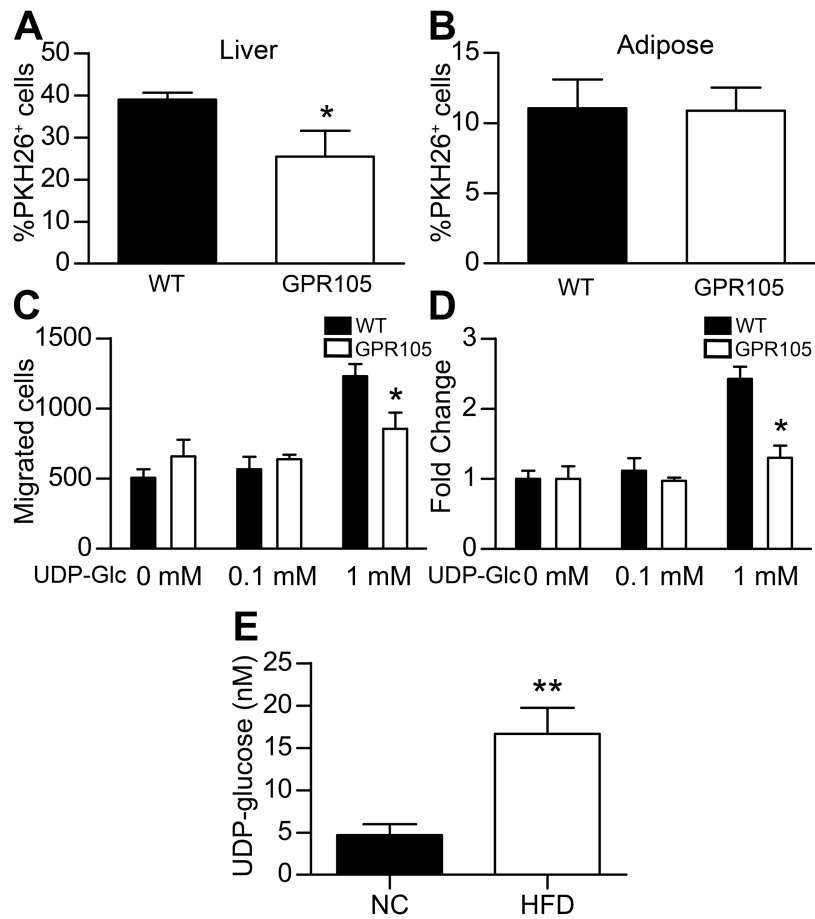 A
Liver
%PKH26⁺ cells
50
40
30
20
10
0
*
WT
GPR105
B
Adipose
%PKH26⁺ cells
15
10
5
0
WT
GPR105
C
Migrated cells
1500
1000
500
0
WT
GPR105
*
UDP-Glc 0 mM 0.1 mM 1 mM
D
Fold Change
3
2
1
0
WT
GPR105
*
UDP-Glc 0 mM 0.1 mM 1 mM
E
UDP-glucose (nM)
25
20
15
10
5
0
**
NC
HFD